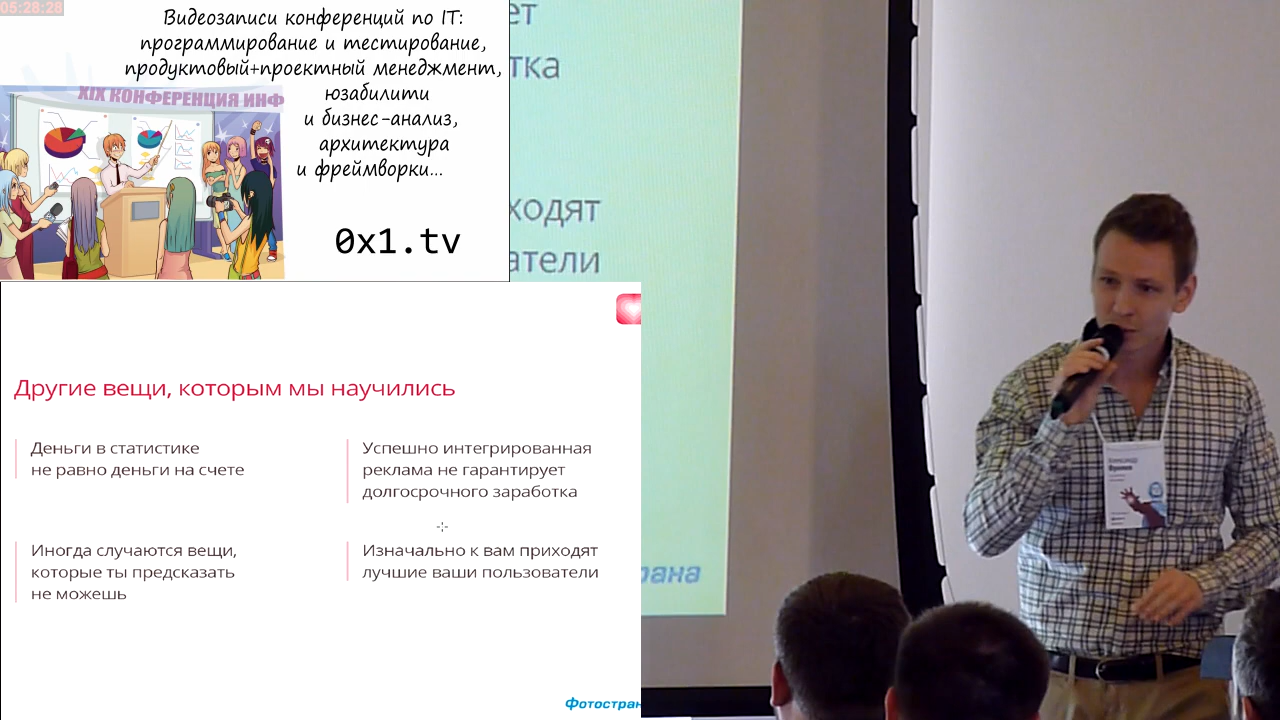 05:28:28
Видеозаписи конференций по IT:
программирование и тестирование,
продуктовый+проектный менеджмент,
юзабилити
и бизнес-анализ,
архитектура
и фреймворки...
XIX КОНФЕРЕНЦИЯ ИНФ
0x1.tv
ет
тка
ходят
атели
рана
Другие вещи, которым мы научились
Деньги в статистике
не равно деньги на счете
Успешно интегрированная
реклама не гарантирует
долгосрочного заработка
Иногда случаются вещи,
которые ты предсказать
не можешь
Изначально к вам приходят
лучшие ваши пользователи
Фотостран
Александр